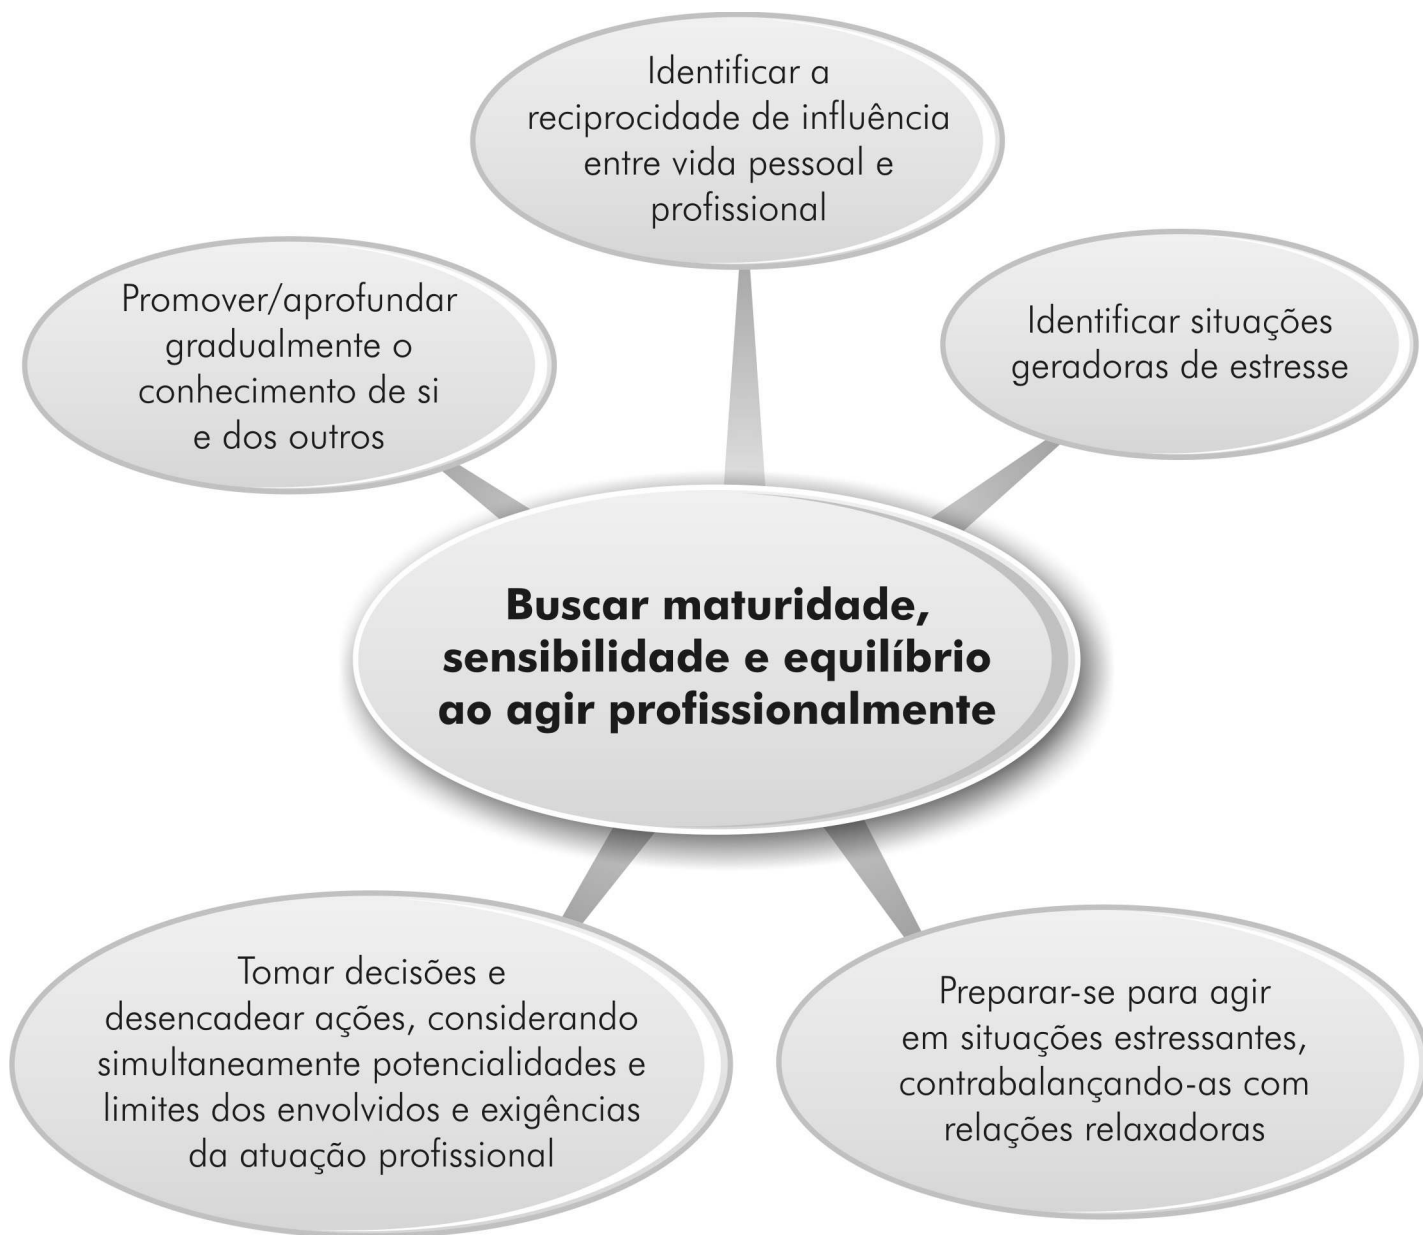 Identificar a
reciprocidade de influência
entre vida pessoal e
profissional
Promover/aprofundar
gradualmente o
conhecimento de si
e dos outros
Identificar situações
geradoras de estresse
Buscar maturidade,
sensibilidade e equilíbrio
ao agir profissionalmente
Tomar decisões e
desencadear ações, considerando
simultaneamente potencialidades e
limites dos envolvidos e exigências
da atuação profissional
Preparar-se para agir
em situações estressantes,
contrabalançando-as com
relações relaxadoras